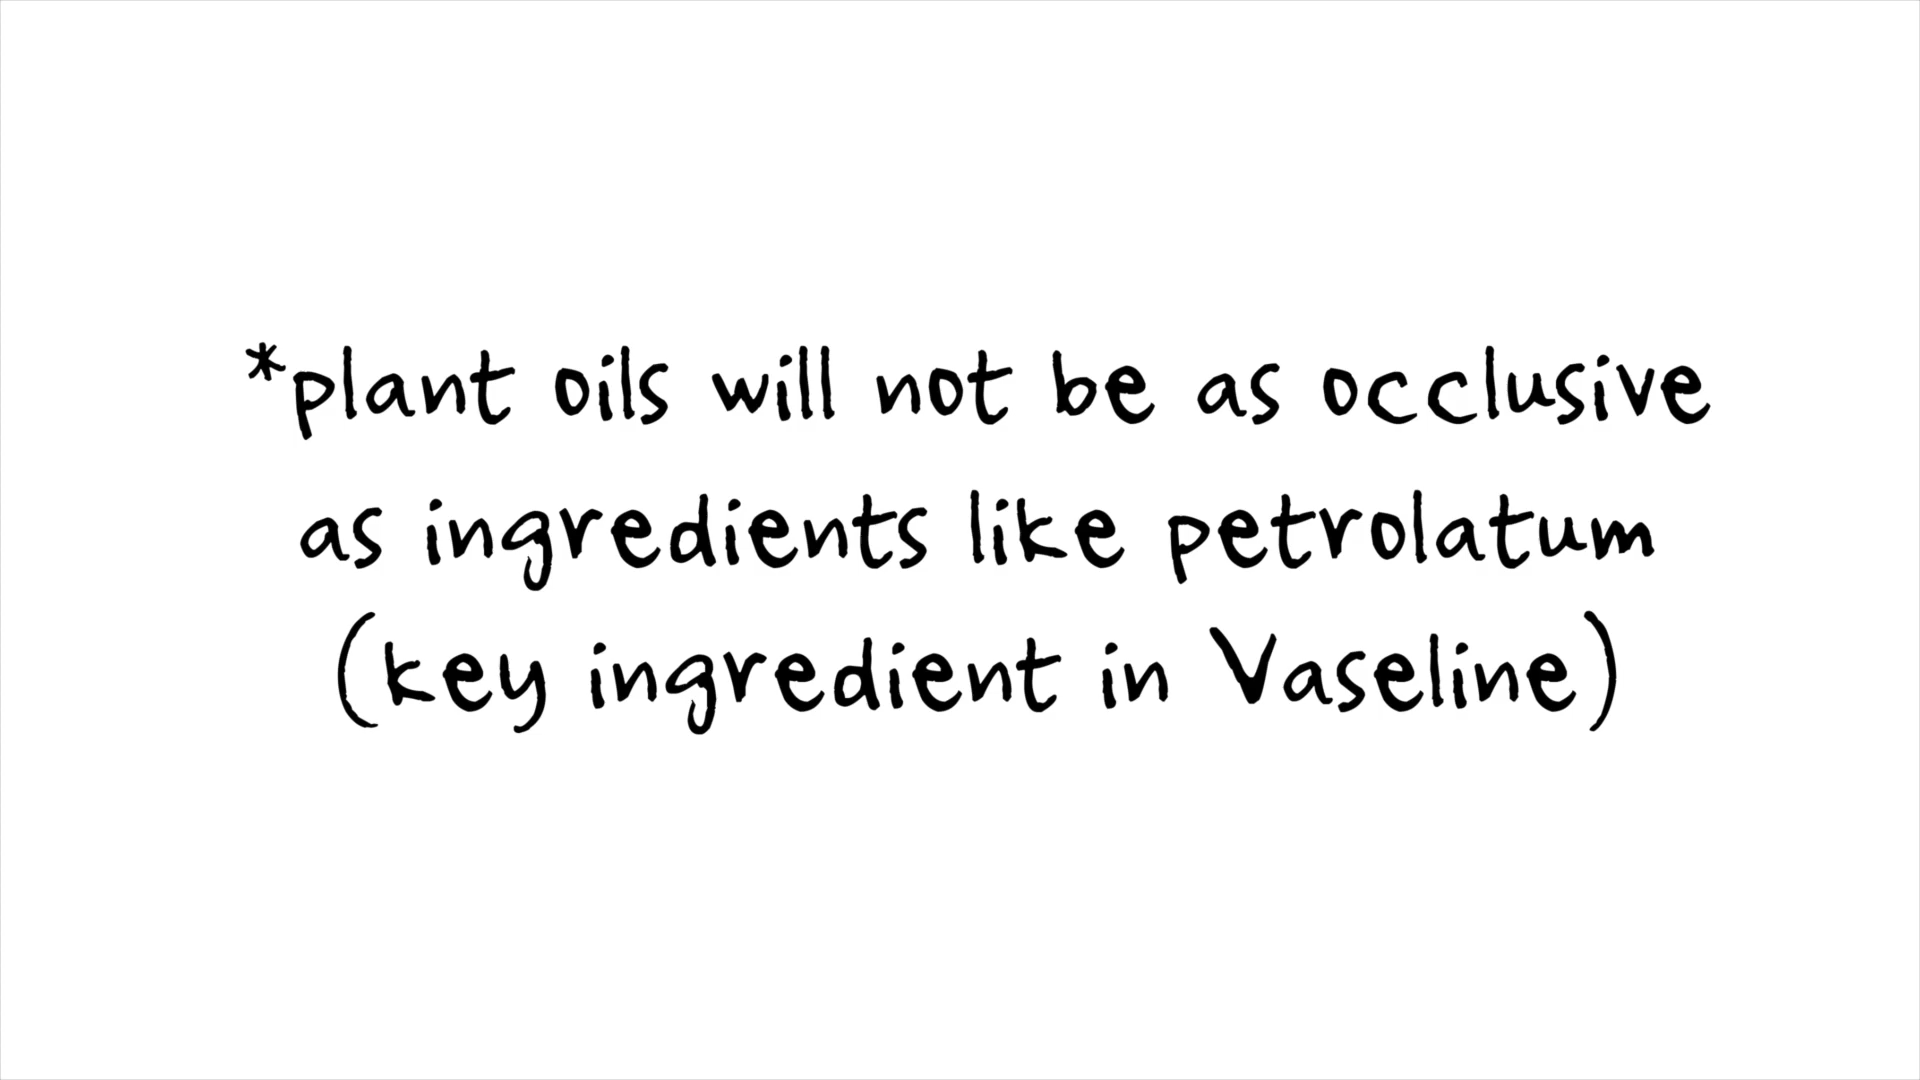 *plant oils will not be as occlusive
as ingredients like petrolatum
(key ingredient in Vaseline)